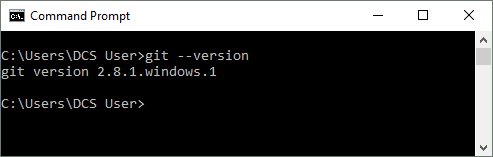 Command Prompt
C:\Users\DCS User>git --version
git version 2.8.1.windows.1
C:\Users\DCS User>